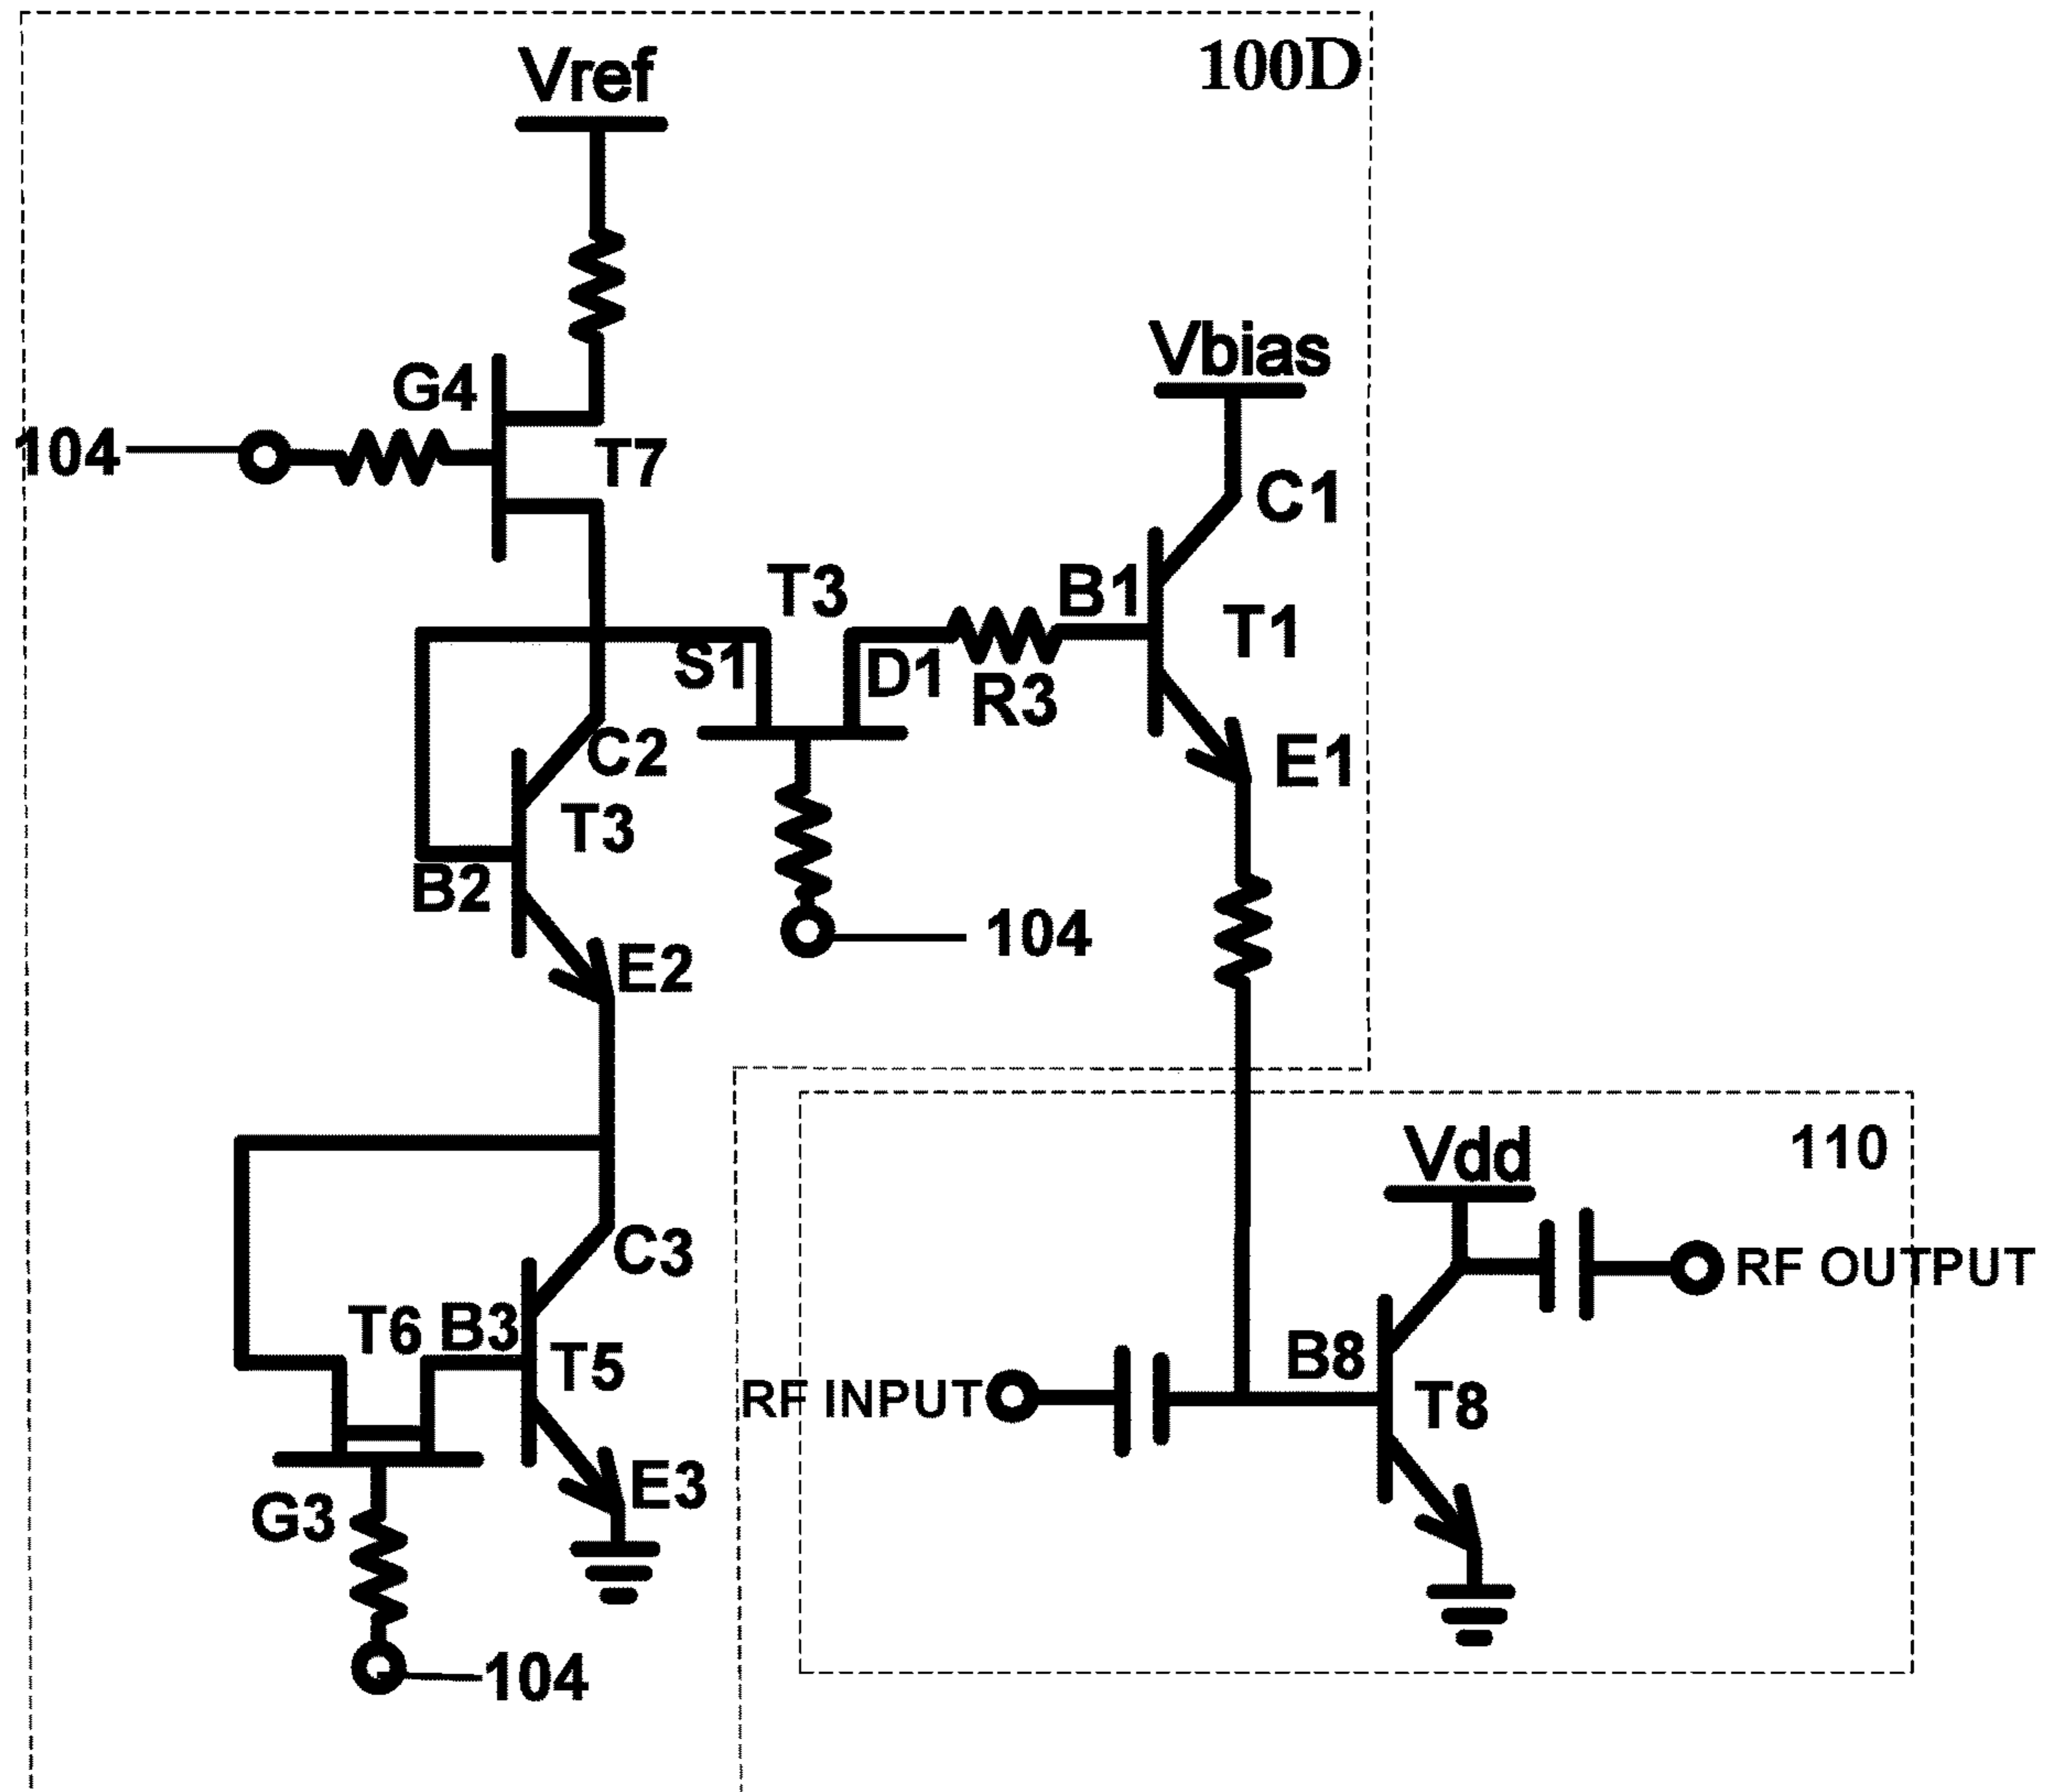 100D
Vref
Vbias
G4
104
T7
C1
T3
B1
T1
S1
D1
R3
C2
E1
T3
B2
104
E2
110
Vdd
C3
RF OUTPUT
T6
B3
T5
B8
RF INPUT
T8
E3
G3
104